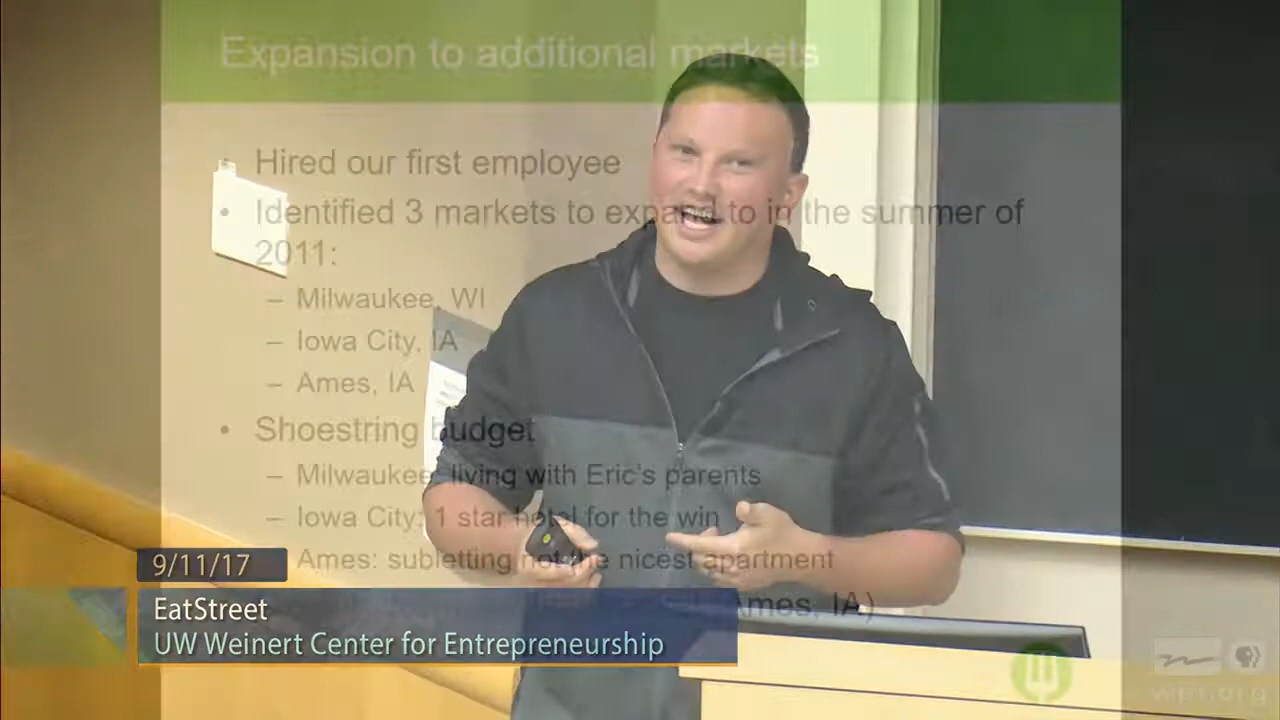 Expansion to additional markets
• Hired our first employee
• Identified 3 markets to expand to in the summer of
2011:
– Milwaukee, WI
– Iowa City, IA
– Ames, IA
• Shoestring budget
– Milwaukee: living with Eric's parents
– Iowa City: 1 star hotel for the win
– Ames: subletting not the nicest apartment
Ames, IA)
9/11/17
EatStreet
UW Weinert Center for Entrepreneurship
wpt.org